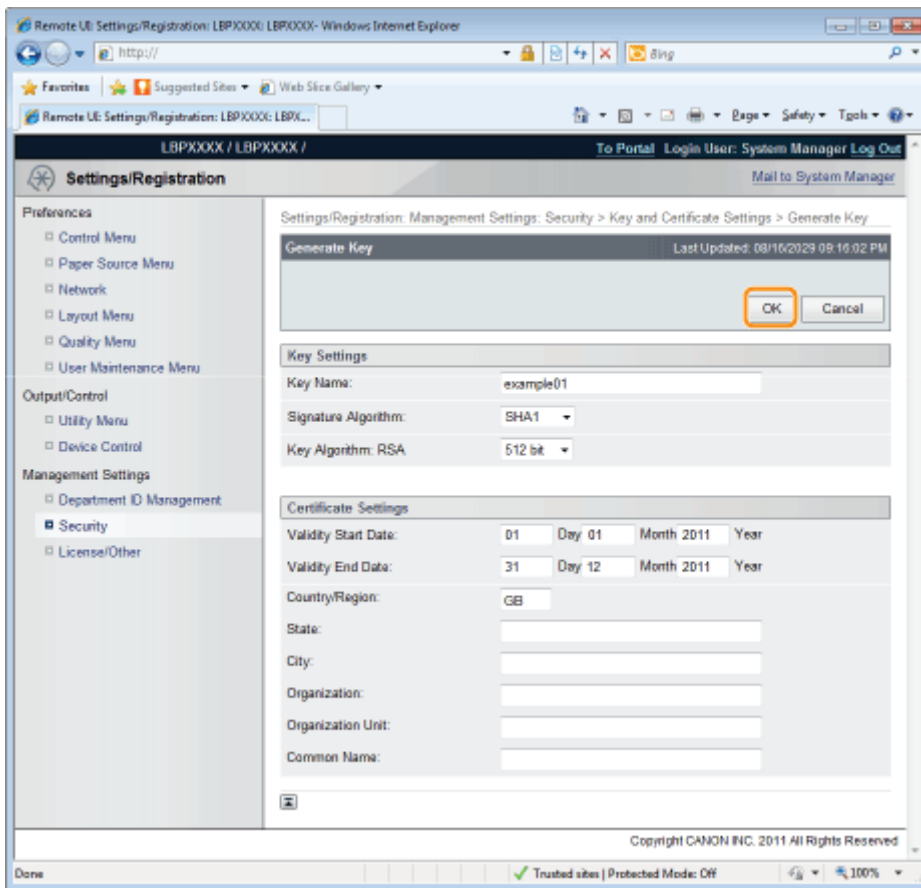 Remote UI: Settings/Registration: LBPXXXX: LBPXXXX- Windows Internet Explorer
http://
Bing
Favorites Suggested Sites Web Slice Gallery
Remote UI: Settings/Registration: LBPXXXX: LBPX... Page Safety Tools
LBPXXXX / LBPXXXX / To Portal Login User: System Manager Log Out
Settings/Registration Mail to System Manager
Preferences
Control Menu
Paper Source Menu
Network
Layout Menu
Quality Menu
User Maintenance Menu
Output/Control
Utility Menu
Device Control
Management Settings
Department ID Management
Security
License/Other
Settings/Registration: Management Settings: Security > Key and Certificate Settings > Generate Key
Generate Key Last Updated: 08/16/2029 09:16:02 PM
OK Cancel
Key Settings
Key Name: example01
Signature Algorithm: SHA1
Key Algorithm: RSA 512 bit
Certificate Settings
Validity Start Date: 01 Day 01 Month 2011 Year
Validity End Date: 31 Day 12 Month 2011 Year
Country/Region: GB
State:
City:
Organization:
Organization Unit:
Common Name:
Copyright CANON INC. 2011 All Rights Reserved
Done Trusted sites | Protected Mode: Off 100%